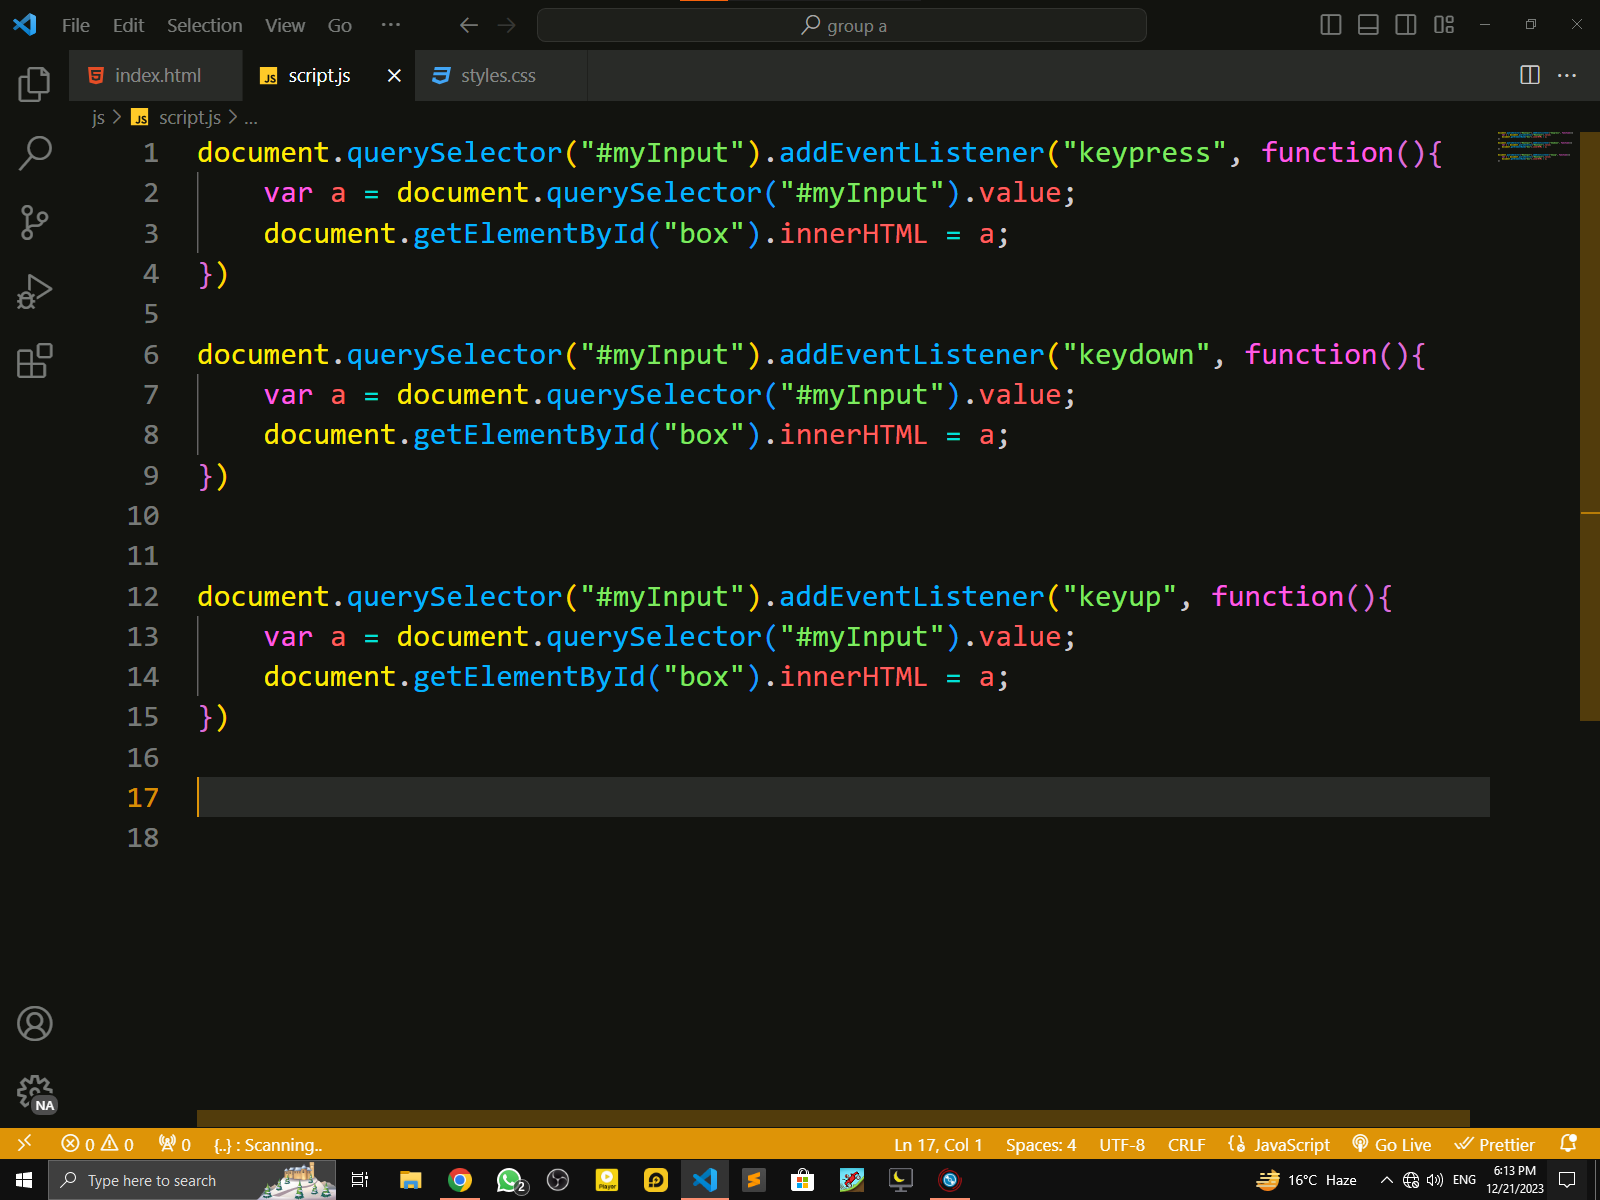 File Edit Selection View Go ··· group a
index.html script.js styles.css ···
js > JS script.js > ...
1 document.querySelector("#myInput").addEventListener("keypress", function(){
2     var a = document.querySelector("#myInput").value;
3     document.getElementById("box").innerHTML = a;
4 })
5
6 document.querySelector("#myInput").addEventListener("keydown", function(){
7     var a = document.querySelector("#myInput").value;
8     document.getElementById("box").innerHTML = a;
9 })
10
11
12 document.querySelector("#myInput").addEventListener("keyup", function(){
13     var a = document.querySelector("#myInput").value;
14     document.getElementById("box").innerHTML = a;
15 })
16
17
18
NA
0 0 0 {..} : Scanning.. Ln 17, Col 1 Spaces: 4 UTF-8 CRLF JavaScript Go Live Prettier
Type here to search 2 Player 16°C Haze ENG 6:13 PM
12/21/2023